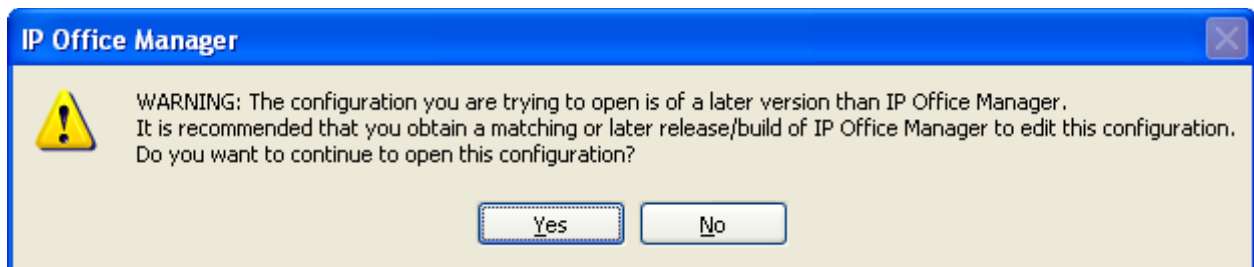 IP Office Manager
WARNING: The configuration you are trying to open is of a later version than IP Office Manager.
It is recommended that you obtain a matching or later release/build of IP Office Manager to edit this configuration.
Do you want to continue to open this configuration?
Yes No